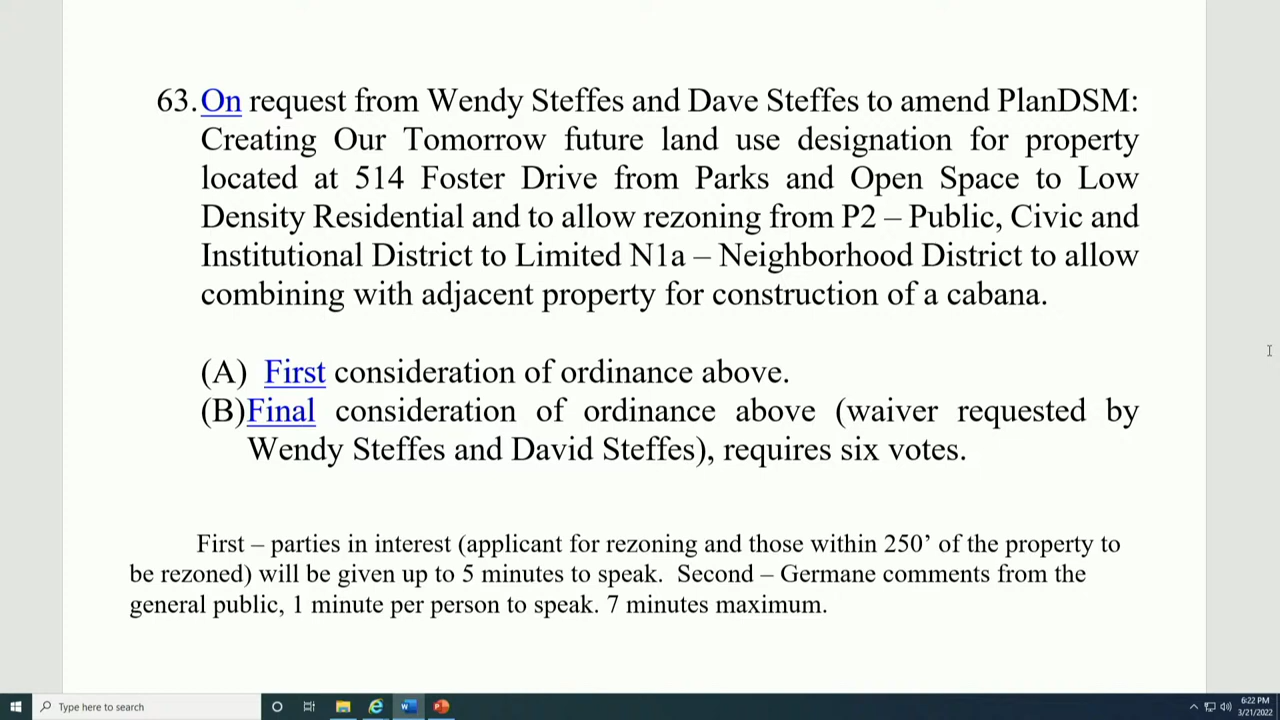 63. On request from Wendy Steffes and Dave Steffes to amend PlanDSM:
Creating Our Tomorrow future land use designation for property
located at 514 Foster Drive from Parks and Open Space to Low
Density Residential and to allow rezoning from P2 – Public, Civic and
Institutional District to Limited N1a – Neighborhood District to allow
combining with adjacent property for construction of a cabana.
(A) First consideration of ordinance above.
(B) Final consideration of ordinance above (waiver requested by
Wendy Steffes and David Steffes), requires six votes.
First – parties in interest (applicant for rezoning and those within 250’ of the property to
be rezoned) will be given up to 5 minutes to speak. Second – Germane comments from the
general public, 1 minute per person to speak. 7 minutes maximum.
Type here to search
6:22 PM
3/21/2022